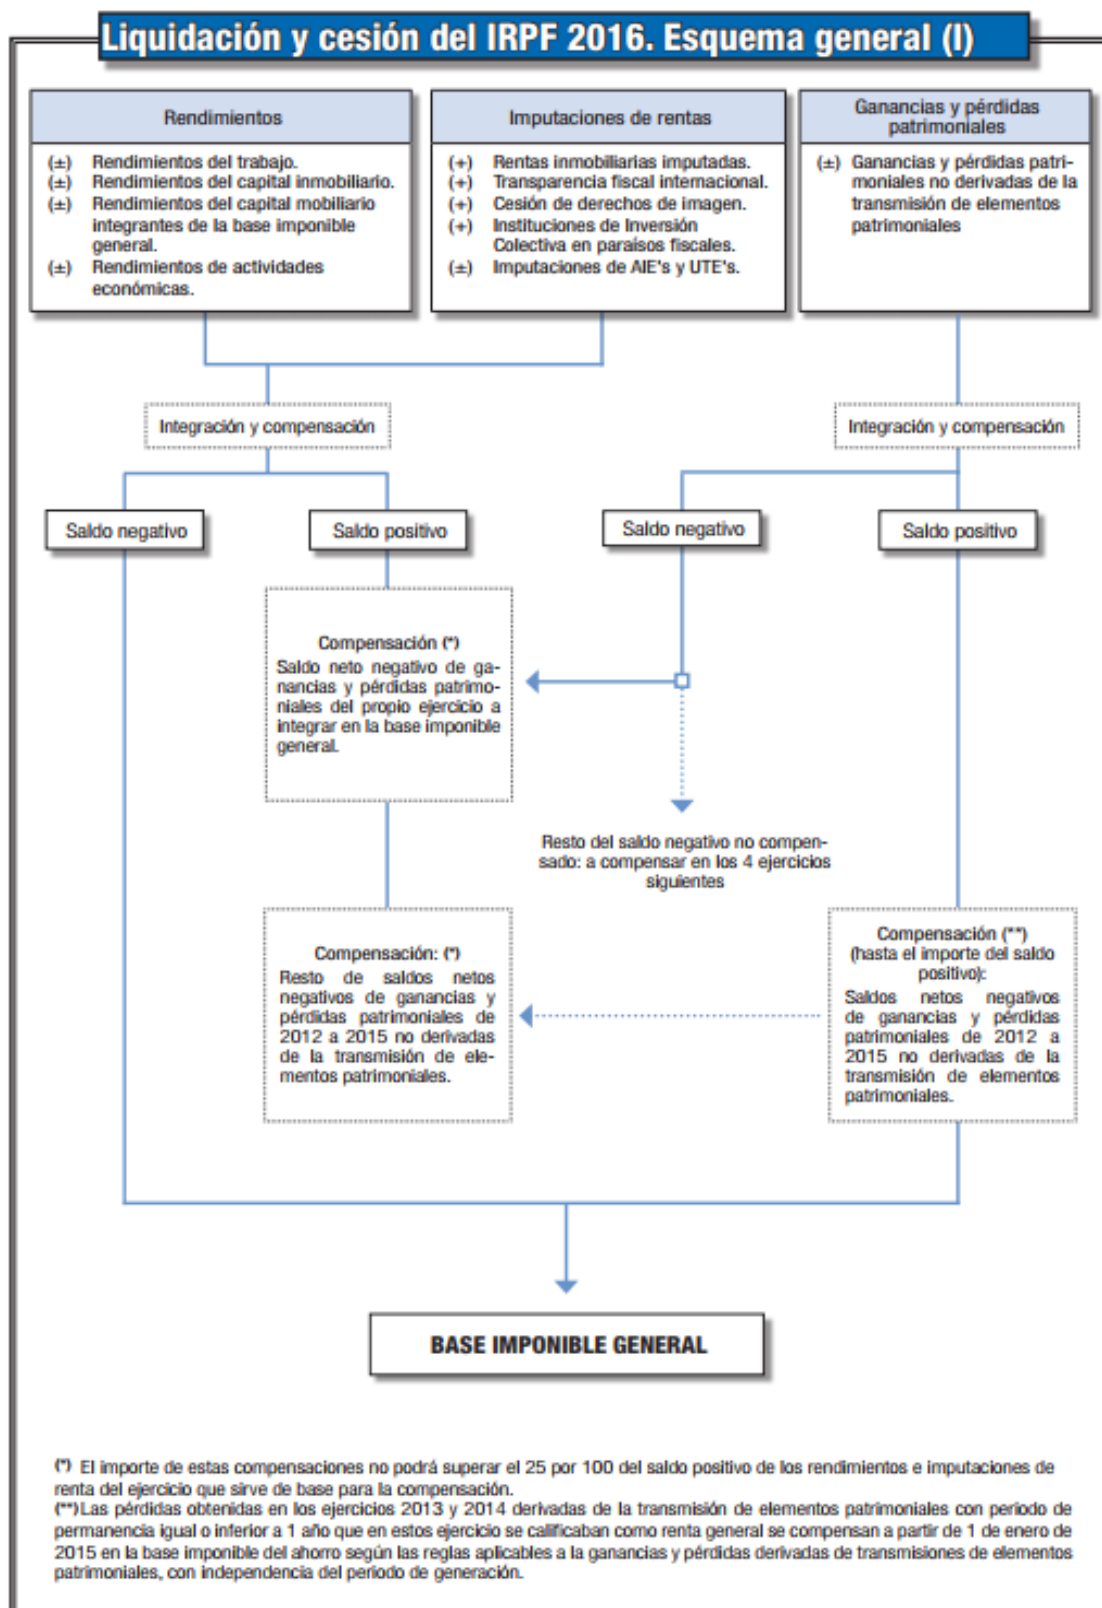 Liquidación y cesión del IRPF 2016. Esquema general (I)
Rendimientos
(±) Rendimientos del trabajo.
(±) Rendimientos del capital inmobiliario.
(±) Rendimientos del capital mobiliario
integrantes de la base imponible
general.
(±) Rendimientos de actividades
económicas.
Imputaciones de rentas
(+) Rentas inmobiliarias imputadas.
(+) Transparencia fiscal internacional.
(+) Cesión de derechos de imagen.
(+) Instituciones de Inversión
Colectiva en paraísos fiscales.
(±) Imputaciones de AIE's y UTE's.
Ganancias y pérdidas
patrimoniales
(±) Ganancias y pérdidas patri-
moniales no derivadas de la
transmisión de elementos
patrimoniales
Integración y compensación
Integración y compensación
Saldo negativo
Saldo positivo
Saldo negativo
Saldo positivo
Compensación (*)
Saldo neto negativo de ga-
nancias y pérdidas patrimo-
niales del propio ejercicio a
integrar en la base imponible
general.
Resto del saldo negativo no compen-
sado: a compensar en los 4 ejercicios
siguientes
Compensación: (*)
Resto de saldos netos
negativos de ganancias y
pérdidas patrimoniales de
2012 a 2015 no derivadas
de la transmisión de ele-
mentos patrimoniales.
Compensación (**)
(hasta el importe del saldo
positivo):
Saldos netos negativos
de ganancias y pérdidas
patrimoniales de 2012 a
2015 no derivadas de la
transmisión de elementos
patrimoniales.
BASE IMPONIBLE GENERAL
(*) El importe de estas compensaciones no podrá superar el 25 por 100 del saldo positivo de los rendimientos e imputaciones de
renta del ejercicio que sirve de base para la compensación.
(**)Las pérdidas obtenidas en los ejercicios 2013 y 2014 derivadas de la transmisión de elementos patrimoniales con periodo de
permanencia igual o inferior a 1 año que en estos ejercicio se calificaban como renta general se compensan a partir de 1 de enero de
2015 en la base imponible del ahorro según las reglas aplicables a la ganancias y pérdidas derivadas de transmisiones de elementos
patrimoniales, con independencia del periodo de generación.